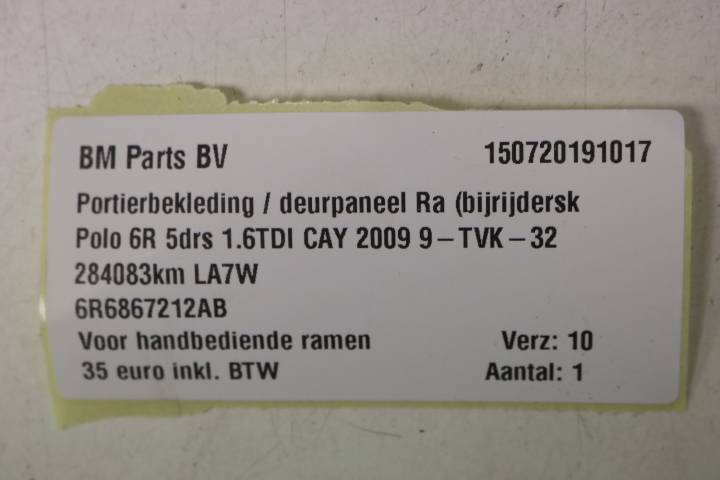 BM Parts BV 150720191017
Portierbekleding / deurpaneel Ra (bijrijdersk
Polo 6R 5drs 1.6TDI CAY 2009 9-TVK-32
284083km LA7W
6R6867212AB
Voor handbediende ramen Verz: 10
35 euro inkl. BTW Aantal: 1